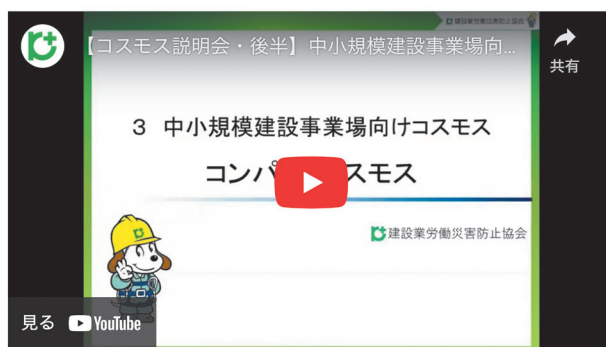 建設業労働災害防止協会
【コスモス説明会・後半】中小規模建設事業場向...
共有
3 中小規模建設事業場向けコスモス
コンパ スモス
建設業労働災害防止協会
見る YouTube